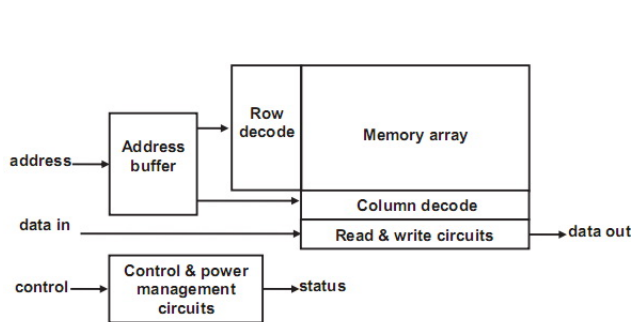 Row
decode
Memory array
Address
buffer
address
Column decode
data in
Read & write circuits
data out
Control & power
management
circuits
control
status